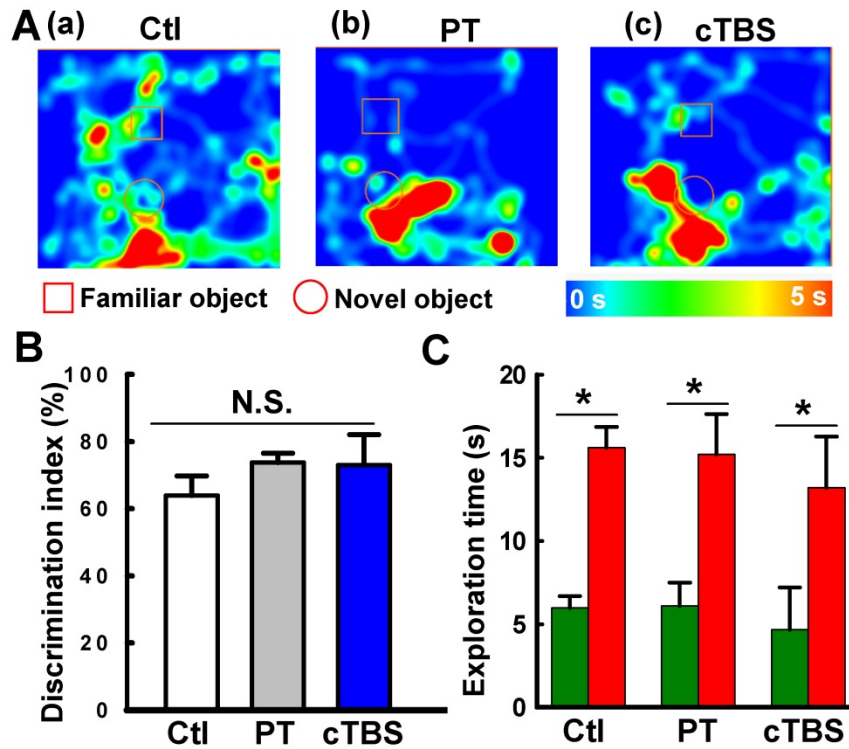 A (a) Ctl (b) PT (c) cTBS
Familiar object Novel object 0 s 5 s
B
Discrimination index (%)
100
80
60
40
20
0
N.S.
Ctl PT cTBS
C
Exploration time (s)
20
15
10
5
0
* * *
Ctl PT cTBS